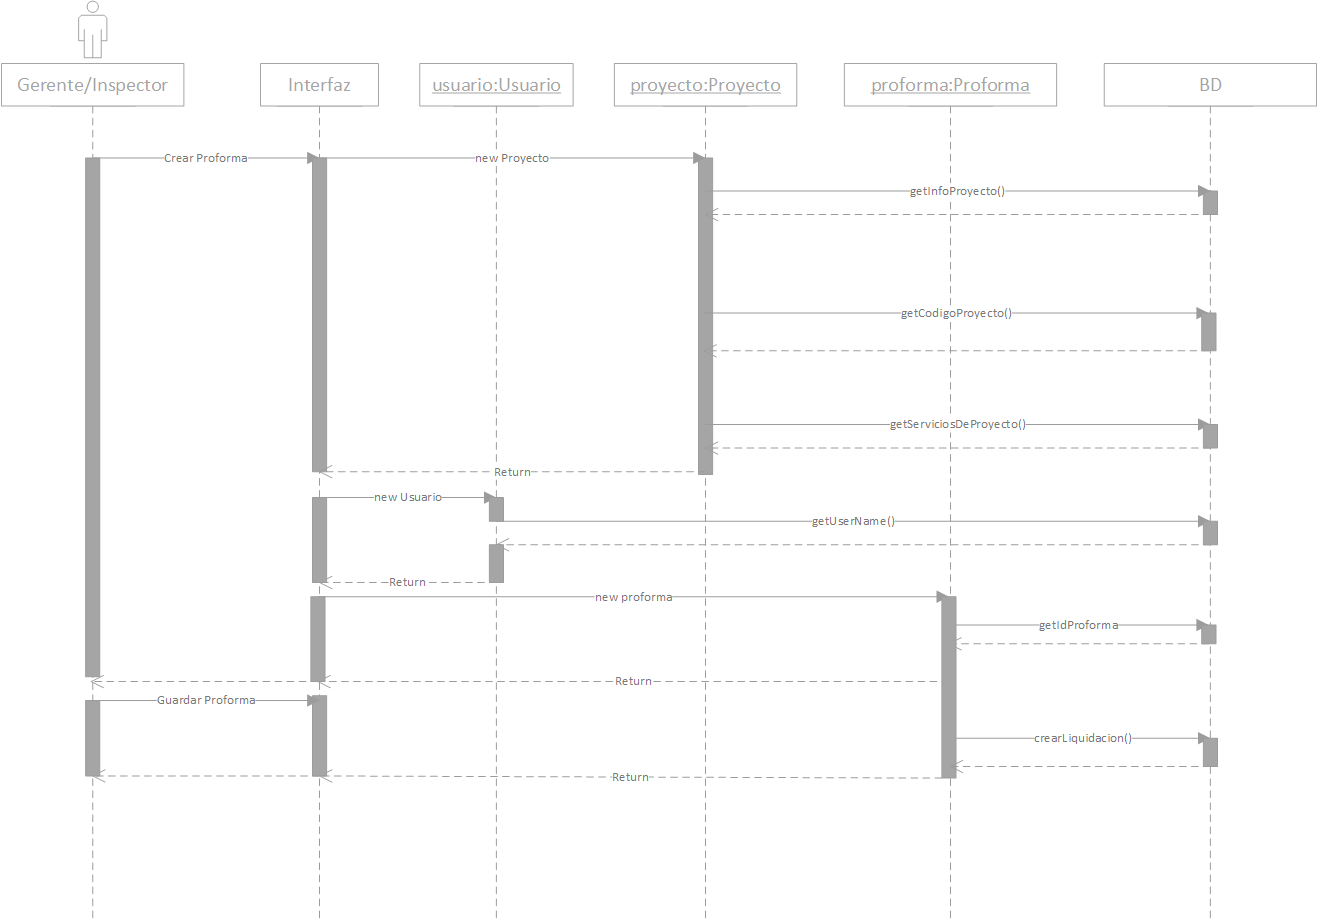 Gerente/Inspector
Interfaz
usuario:Usuario
proyecto:Proyecto
proforma:Proforma
BD
Crear Proforma
new Proyecto
getInfoProyecto()
getCodigoProyecto()
getServiciosDeProyecto()
Return
new Usuario
getUserName()
Return
new proforma
getIdProforma
Return
Guardar Proforma
crearLiquidacion()
Return